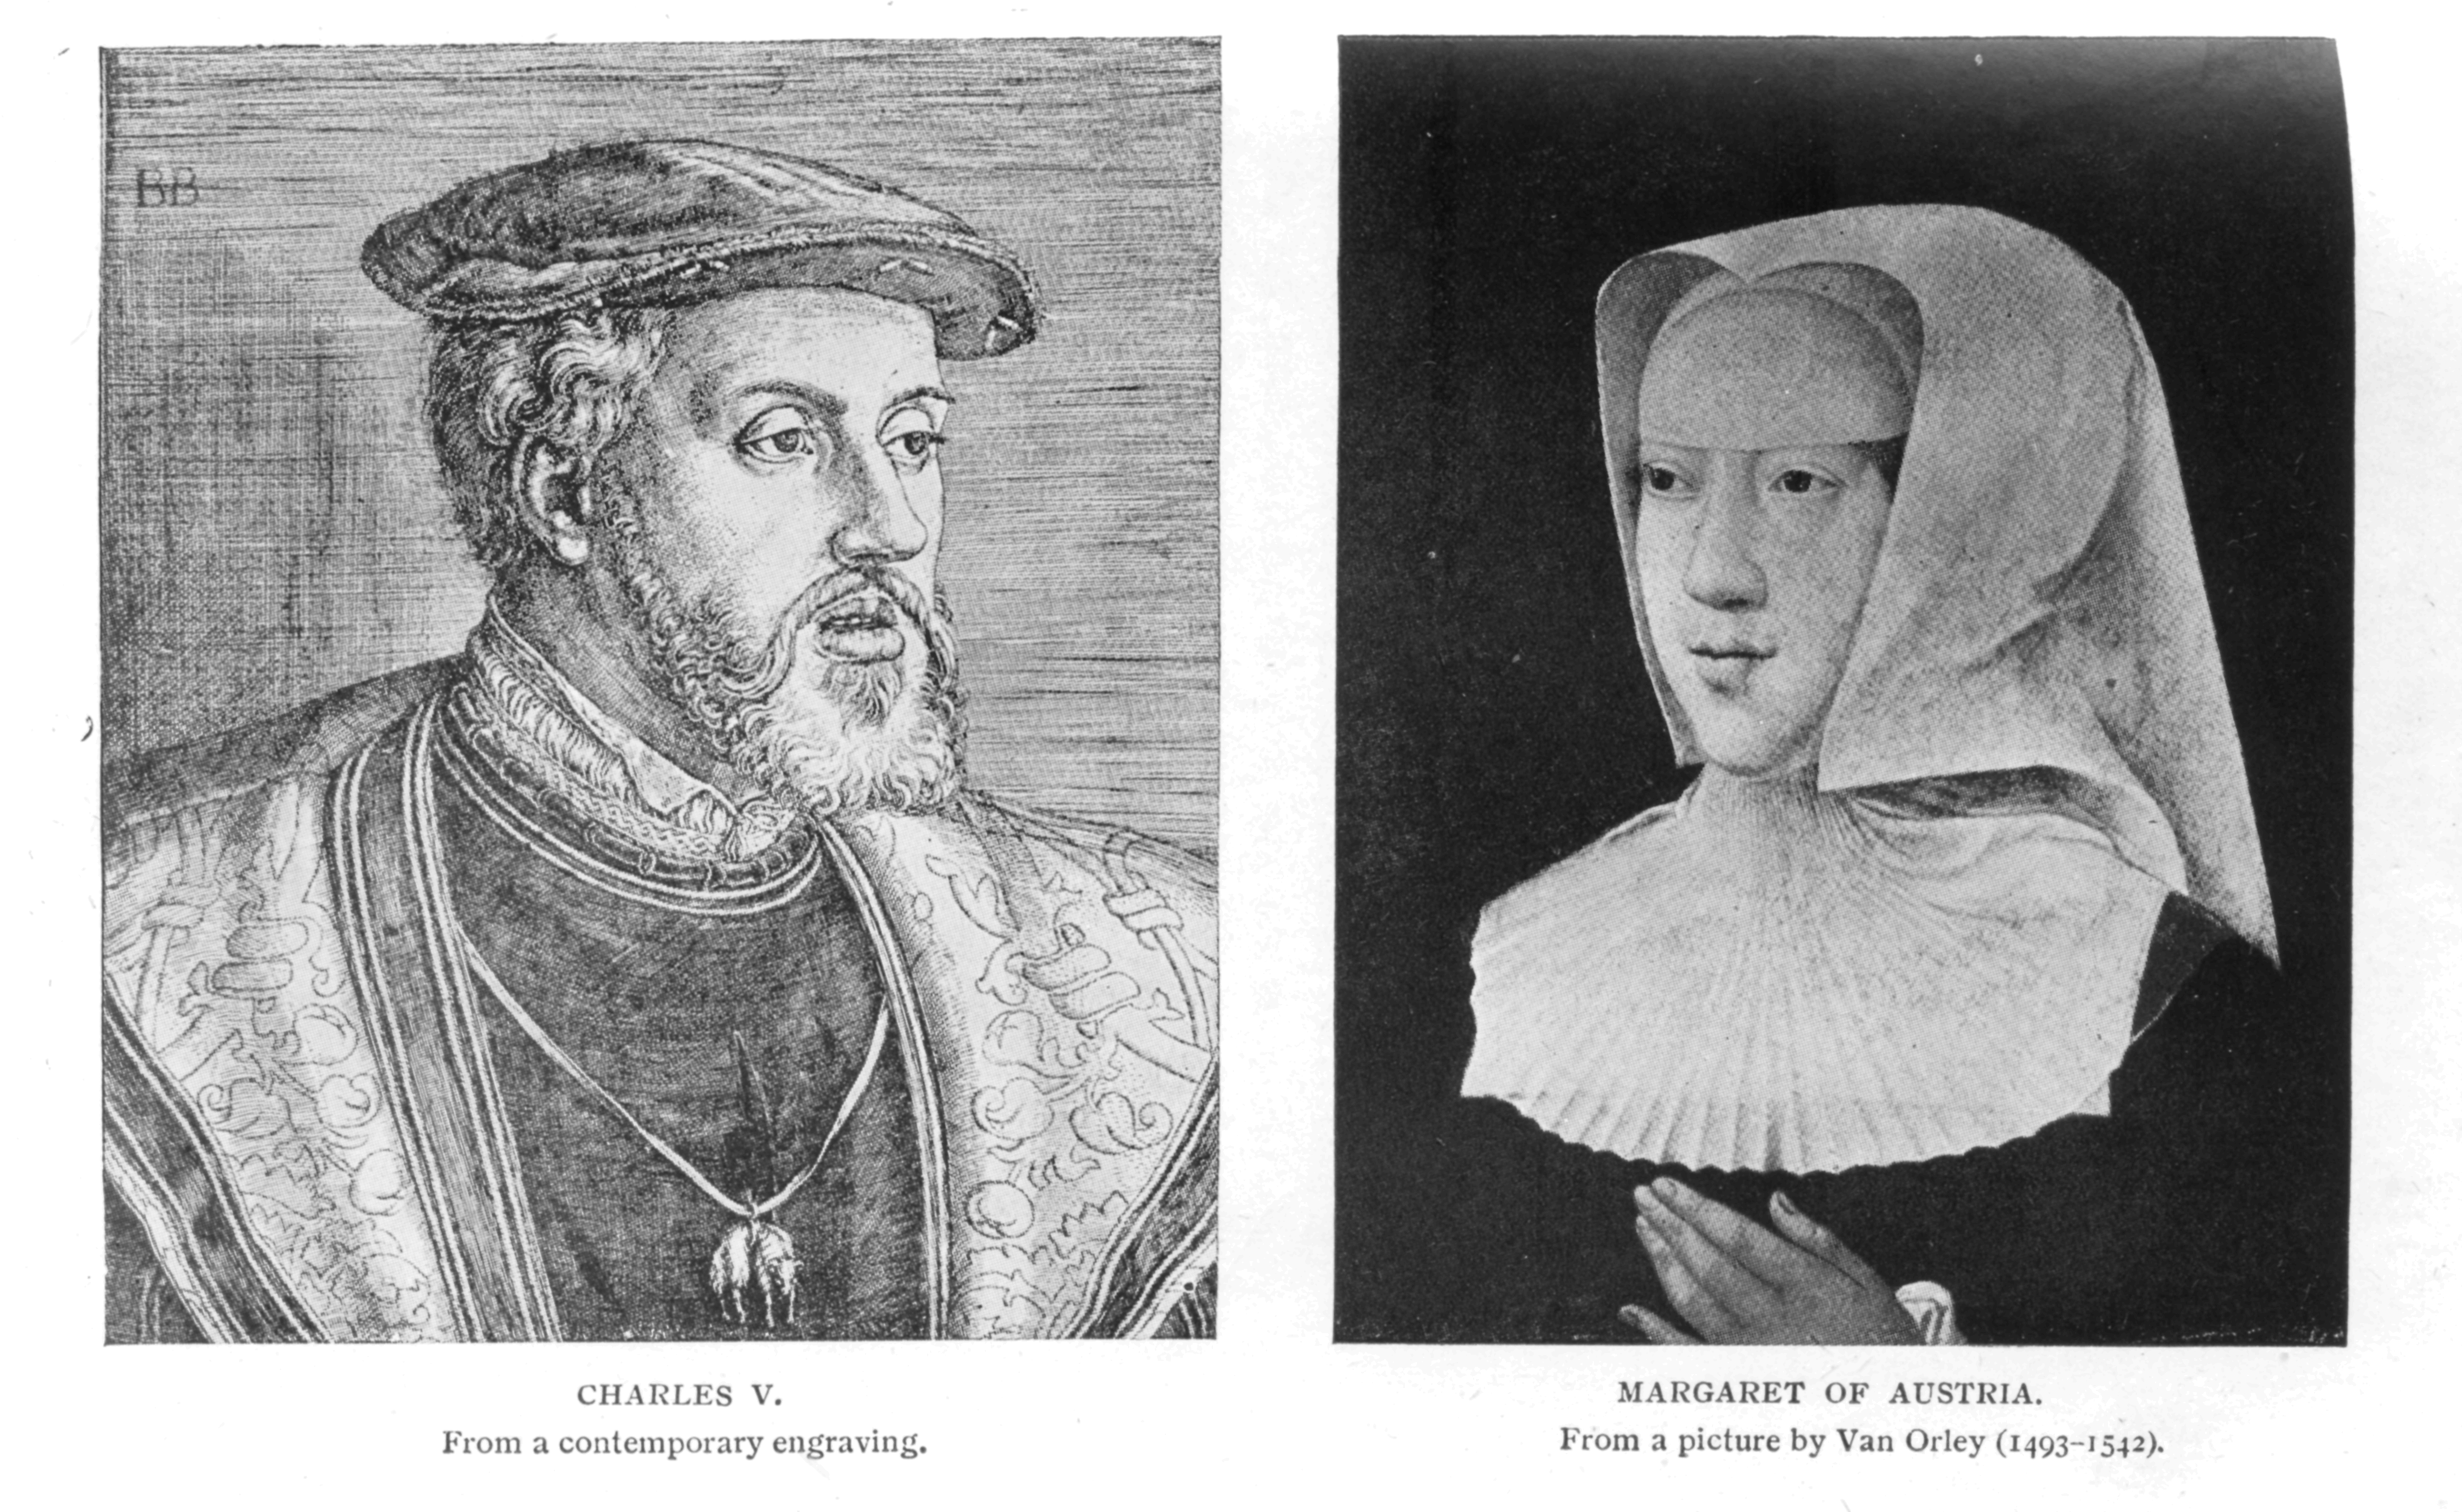 BB
CHARLES V.
From a contemporary engraving.
MARGARET OF AUSTRIA.
From a picture by Van Orley (1493–1542).